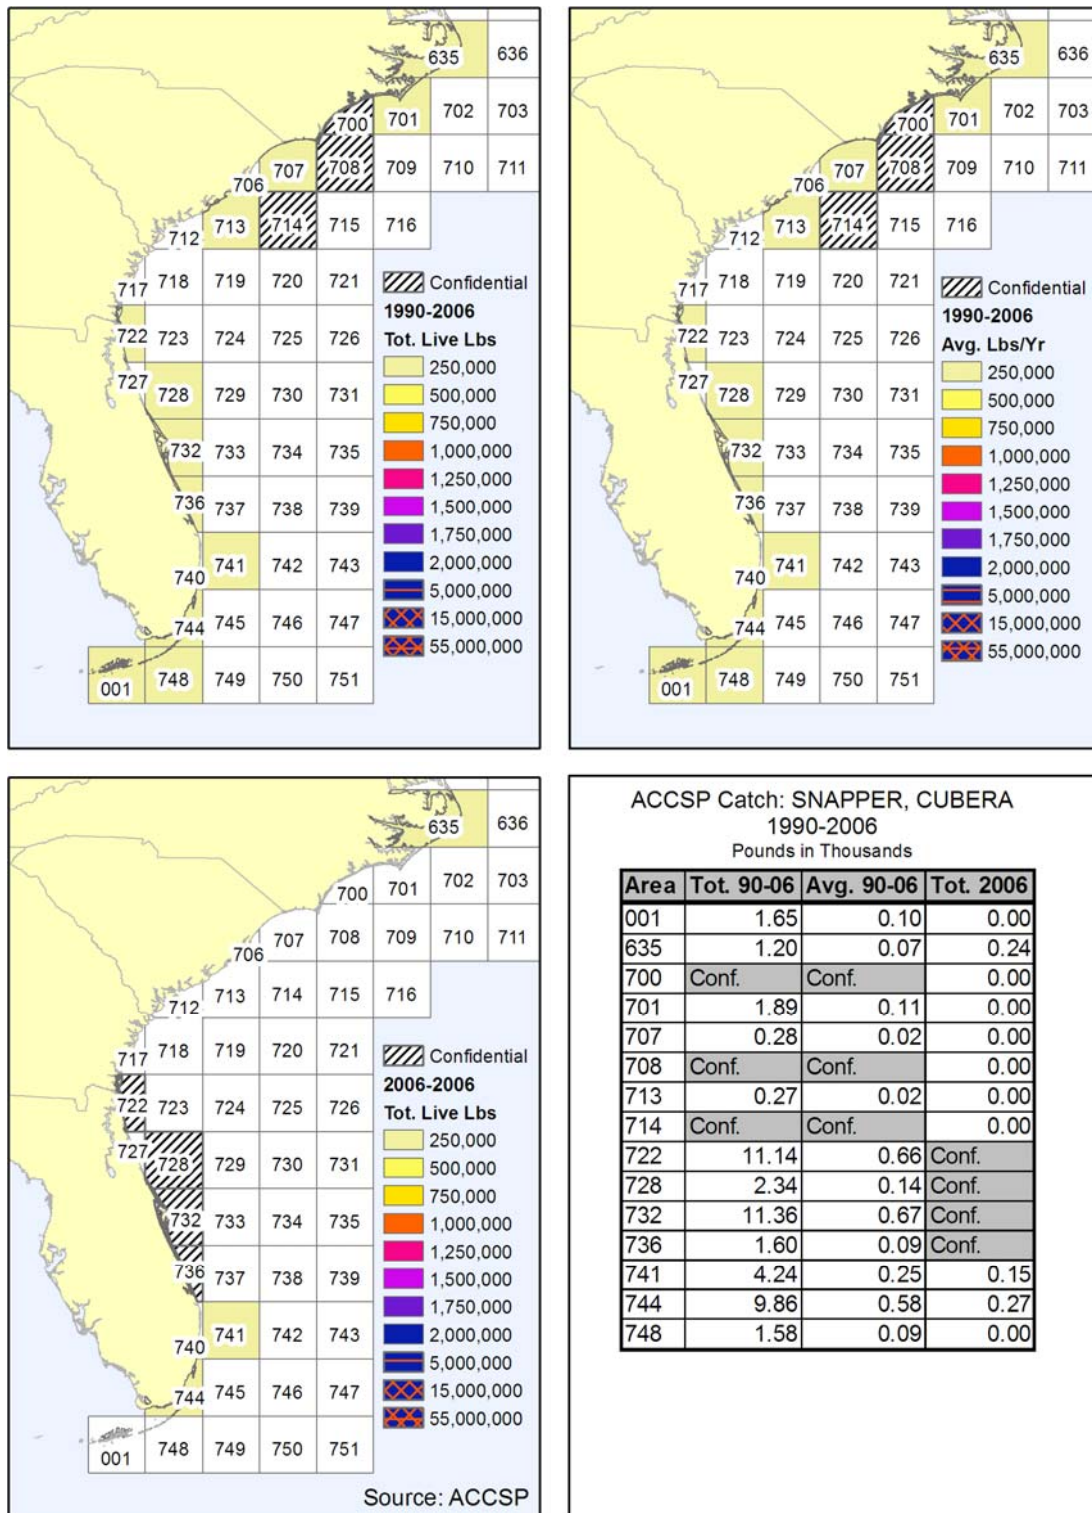 635 636
700 701 702 703
706 707 708 709 710 711
712 713 714 715 716
717 718 719 720 721
722 723 724 725 726
727 728 729 730 731
732 733 734 735
736 737 738 739
740 741 742 743
744 745 746 747
001 748 749 750 751
Confidential
1990-2006
Tot. Live Lbs
250,000
500,000
750,000
1,000,000
1,250,000
1,500,000
1,750,000
2,000,000
5,000,000
15,000,000
55,000,000
635 636
700 701 702 703
706 707 708 709 710 711
712 713 714 715 716
717 718 719 720 721
722 723 724 725 726
727 728 729 730 731
732 733 734 735
736 737 738 739
740 741 742 743
744 745 746 747
001 748 749 750 751
Confidential
1990-2006
Avg. Lbs/Yr
250,000
500,000
750,000
1,000,000
1,250,000
1,500,000
1,750,000
2,000,000
5,000,000
15,000,000
55,000,000
635 636
700 701 702 703
706 707 708 709 710 711
712 713 714 715 716
717 718 719 720 721
722 723 724 725 726
727 728 729 730 731
732 733 734 735
736 737 738 739
740 741 742 743
744 745 746 747
001 748 749 750 751
Confidential
2006-2006
Tot. Live Lbs
250,000
500,000
750,000
1,000,000
1,250,000
1,500,000
1,750,000
2,000,000
5,000,000
15,000,000
55,000,000
Source: ACCSP
ACCSP Catch: SNAPPER, CUBERA
1990-2006
Pounds in Thousands
Area Tot. 90-06 Avg. 90-06 Tot. 2006
001 1.65 0.10 0.00
635 1.20 0.07 0.24
700 Conf. Conf. 0.00
701 1.89 0.11 0.00
707 0.28 0.02 0.00
708 Conf. Conf. 0.00
713 0.27 0.02 0.00
714 Conf. Conf. 0.00
722 11.14 0.66 Conf.
728 2.34 0.14 Conf.
732 11.36 0.67 Conf.
736 1.60 0.09 Conf.
741 4.24 0.25 0.15
744 9.86 0.58 0.27
748 1.58 0.09 0.00